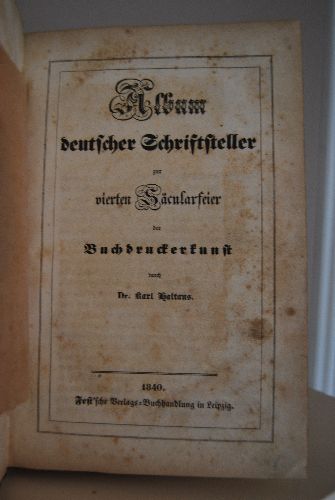 Album
deutscher Schriftsteller
zur
vierten Säcularfeier
der
Buchdruckerkunst
durch
Dr. Karl Haltaus.
1840.
Fest'sche Verlags-Buchhandlung in Leipzig.